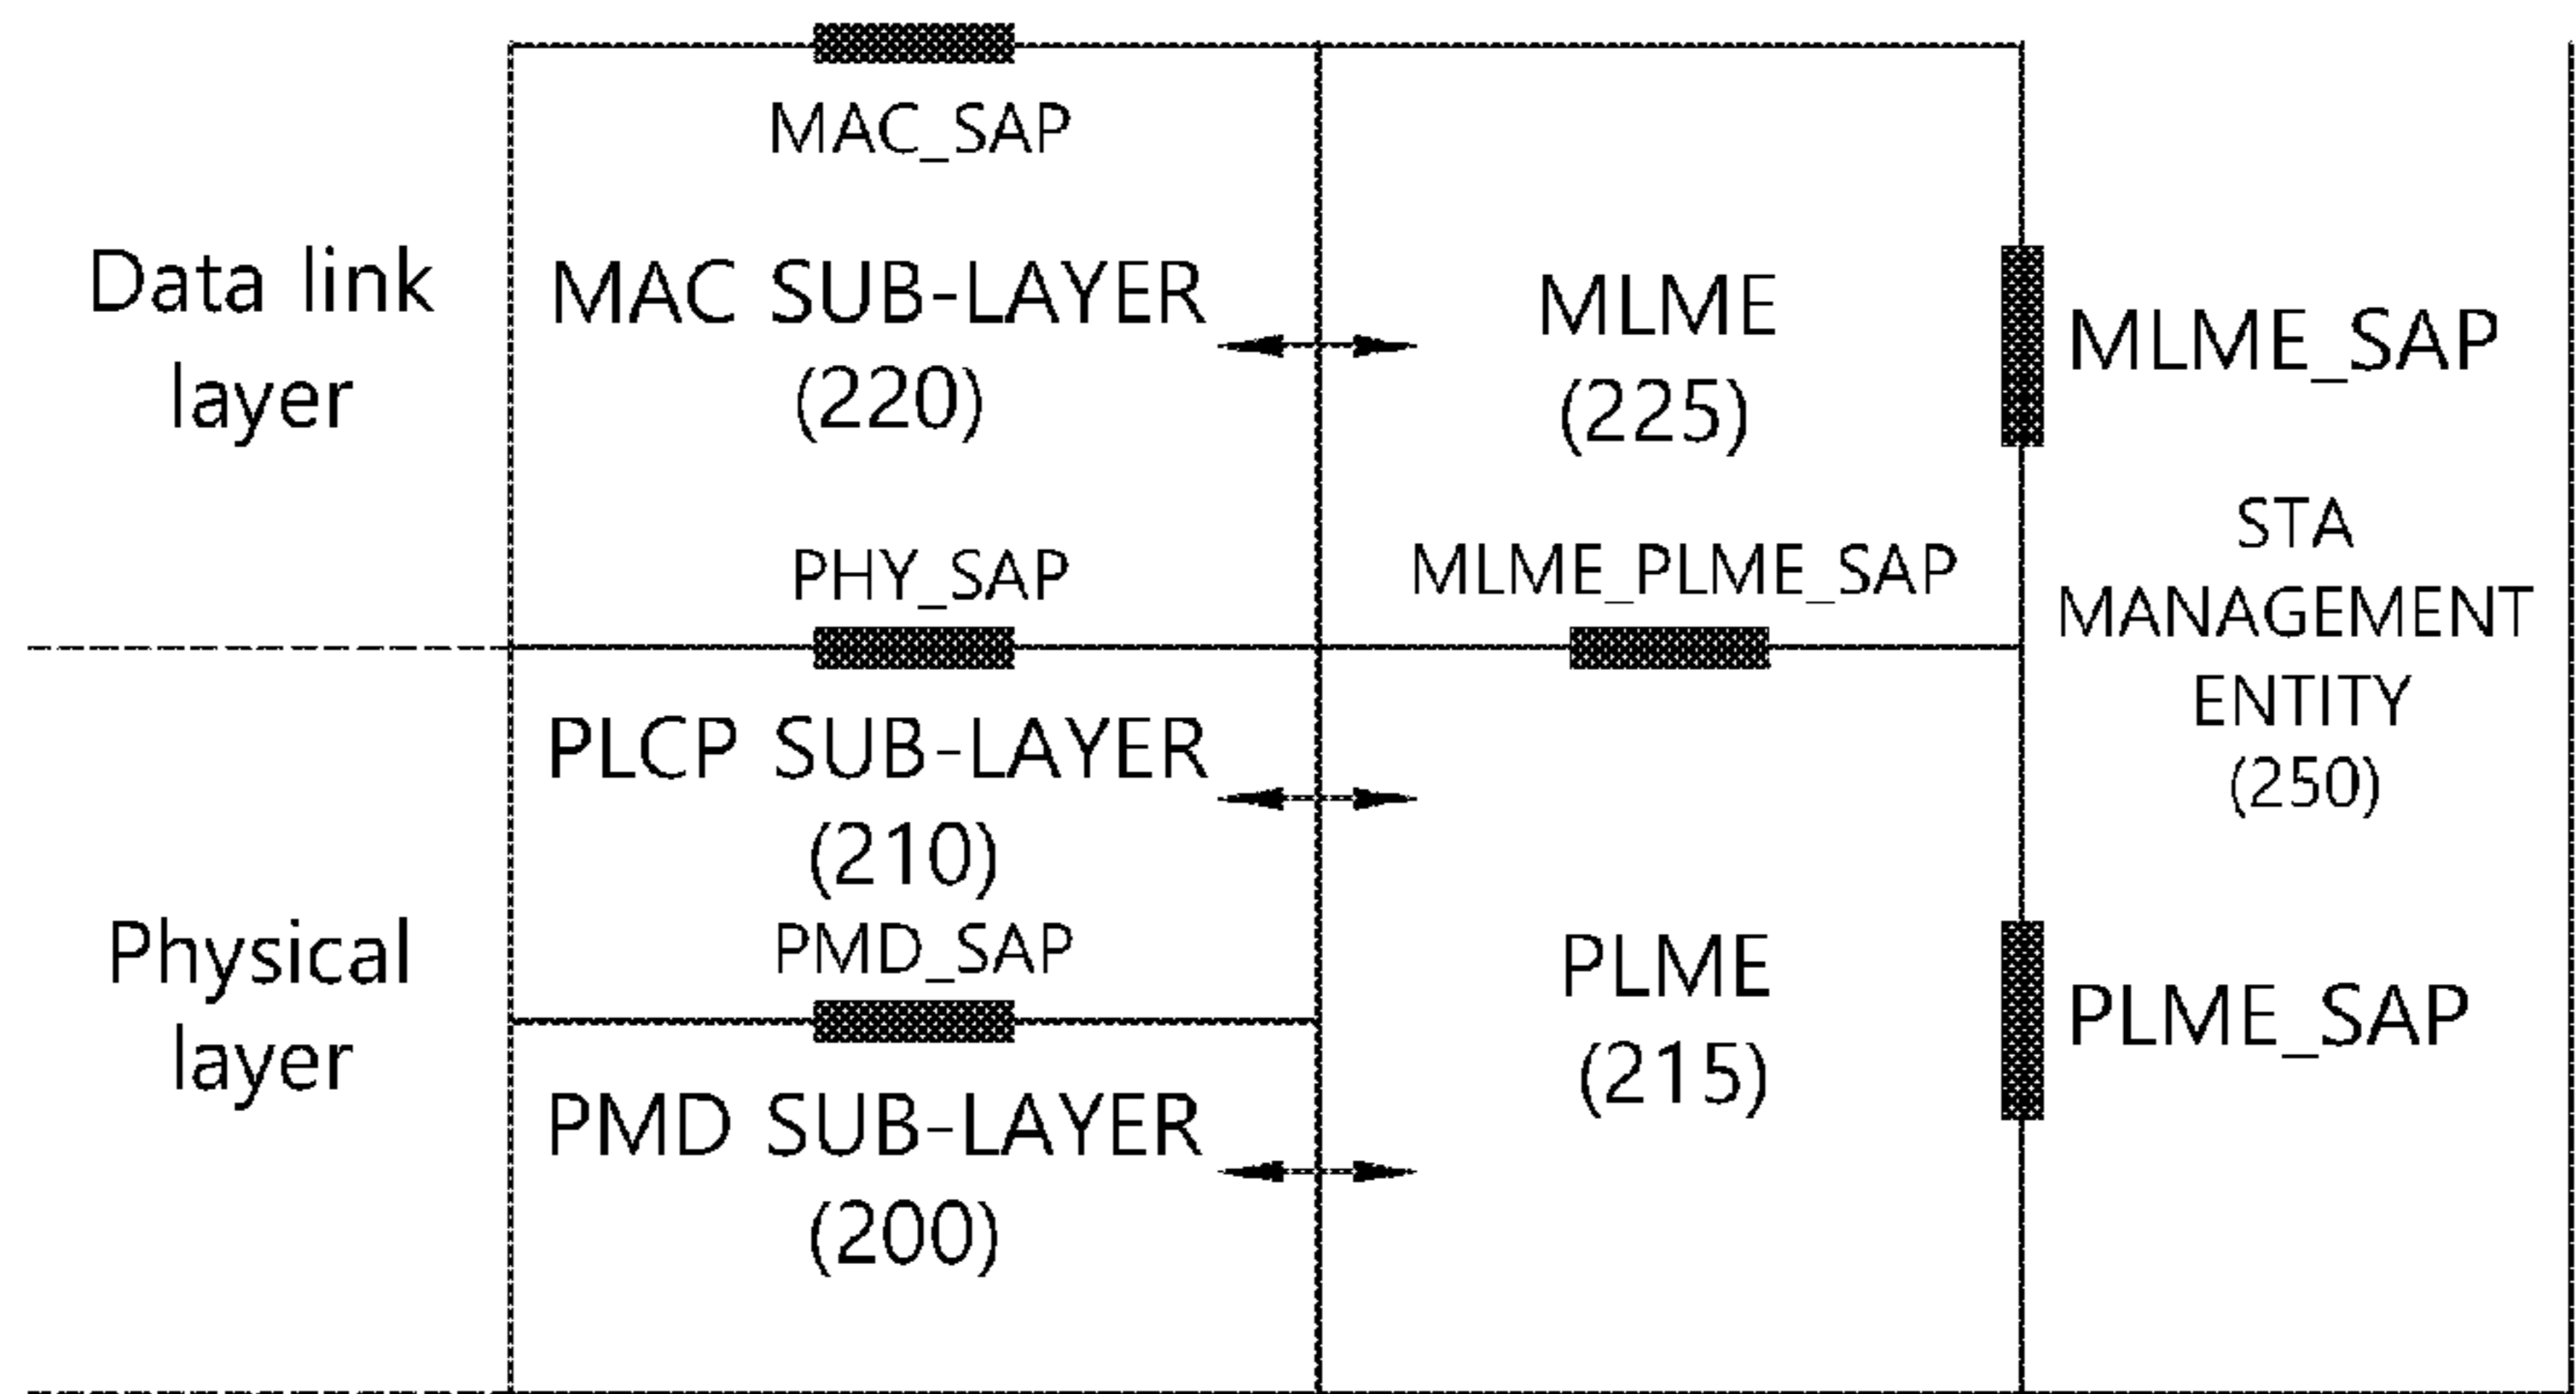 Data link
layer
MAC_SAP
MAC SUB-LAYER
(220)
PHY_SAP
MLME
(225)
MLME_PLME_SAP
MLME_SAP
STA
MANAGEMENT
ENTITY
(250)
Physical
layer
PLCP SUB-LAYER
(210)
PMD_SAP
PMD SUB-LAYER
(200)
PLME
(215)
PLME_SAP